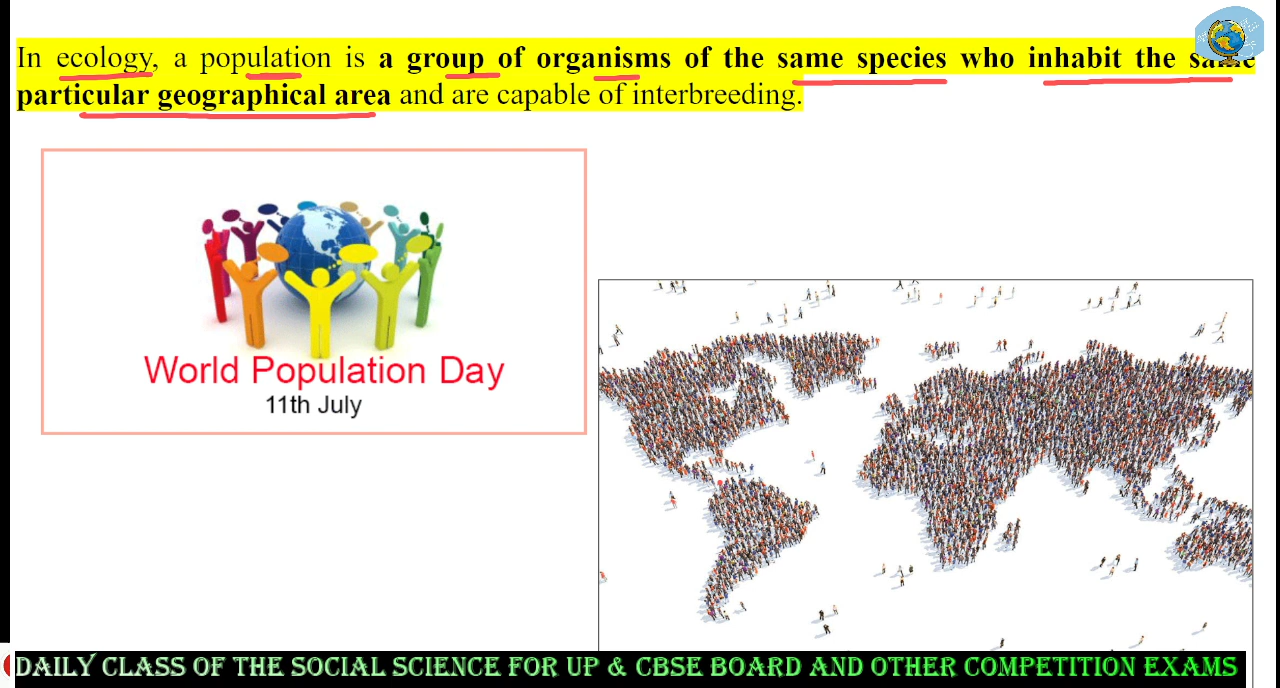 In ecology, a population is a group of organisms of the same species who inhabit the same
particular geographical area and are capable of interbreeding.
World Population Day
11th July
DAILY CLASS OF THE SOCIAL SCIENCE FOR UP & CBSE BOARD AND OTHER COMPETITION EXAMS